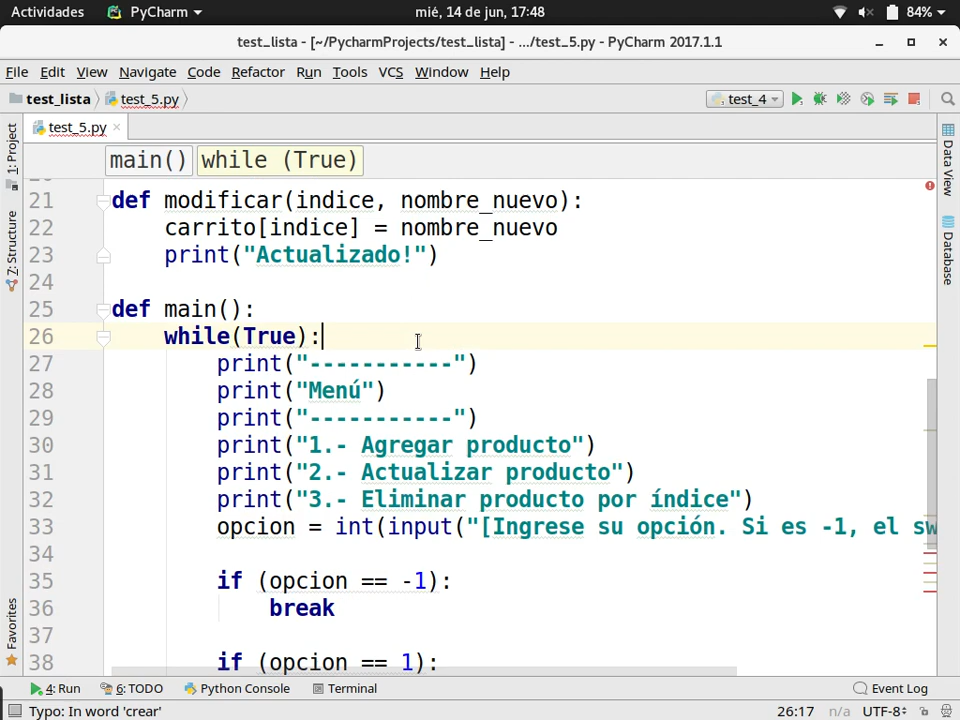 Actividades PyCharm mié, 14 de jun, 17:48 84%
test_lista - [~/PycharmProjects/test_lista] - .../test_5.py - PyCharm 2017.1.1
File Edit View Navigate Code Refactor Run Tools VCS Window Help
test_lista test_5.py test_4
test_5.py
1: Project
7: Structure
Favorites
Data View
Database
main() while (True)
21 def modificar(indice, nombre_nuevo):
22 carrito[indice] = nombre_nuevo
23 print("Actualizado!")
24
25 def main():
26 while(True):
27 print("-----------")
28 print("Menú")
29 print("-----------")
30 print("1.- Agregar producto")
31 print("2.- Actualizar producto")
32 print("3.- Eliminar producto por índice")
33 opcion = int(input("[Ingrese su opción. Si es -1, el sw
34
35 if (opcion == -1):
36 break
37
38 if (opcion == 1):
4: Run 6: TODO Python Console Terminal Event Log
Typo: In word 'crear' 26:17 n/a UTF-8